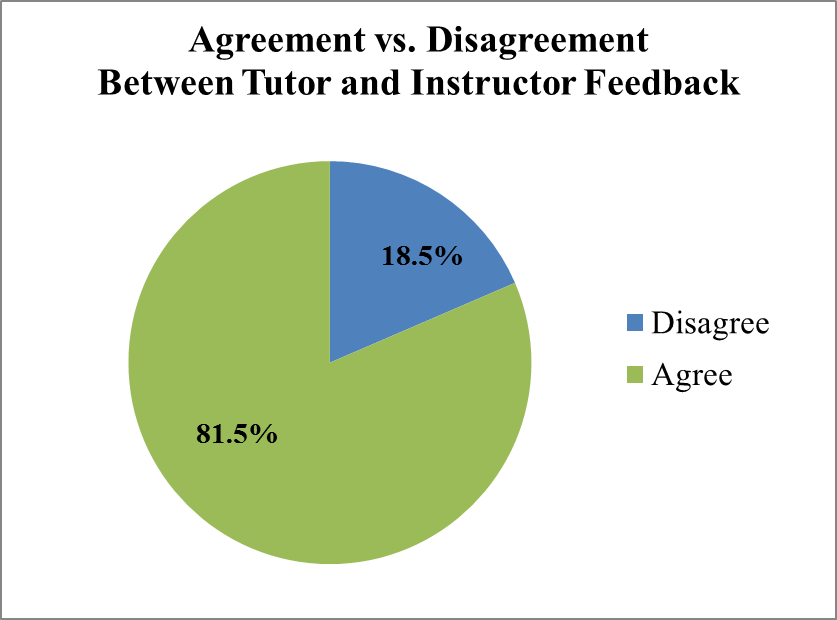 Agreement vs. Disagreement
Between Tutor and Instructor Feedback
18.5%
81.5%
Disagree
Agree